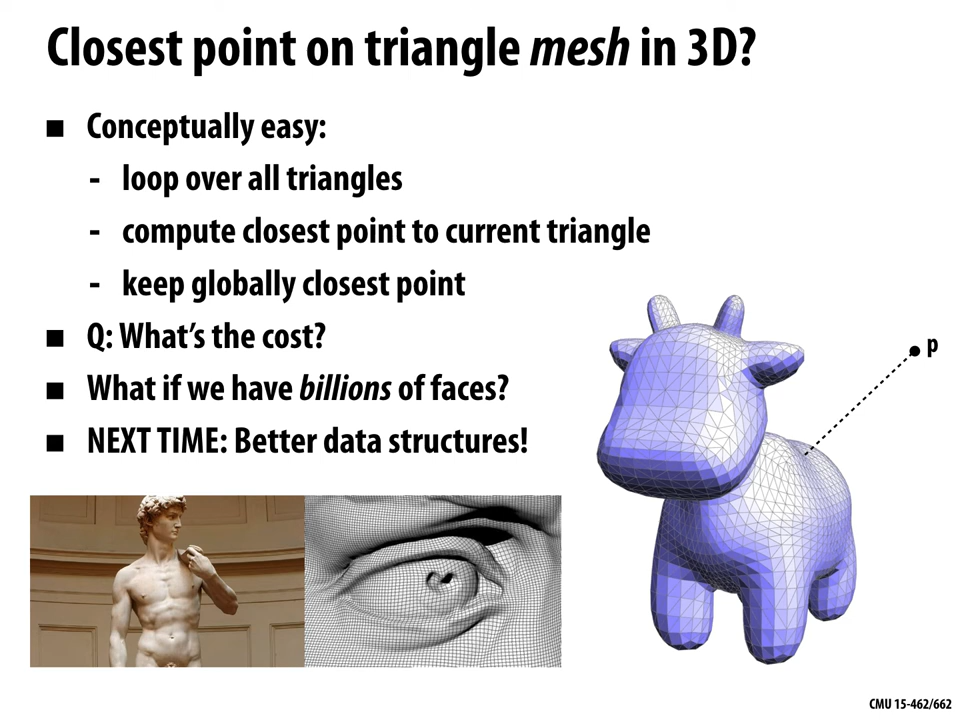 Closest point on triangle mesh in 3D?
■ Conceptually easy:
- loop over all triangles
- compute closest point to current triangle
- keep globally closest point
■ Q: What's the cost?
■ What if we have billions of faces?
■ NEXT TIME: Better data structures!
p
CMU 15-462/662